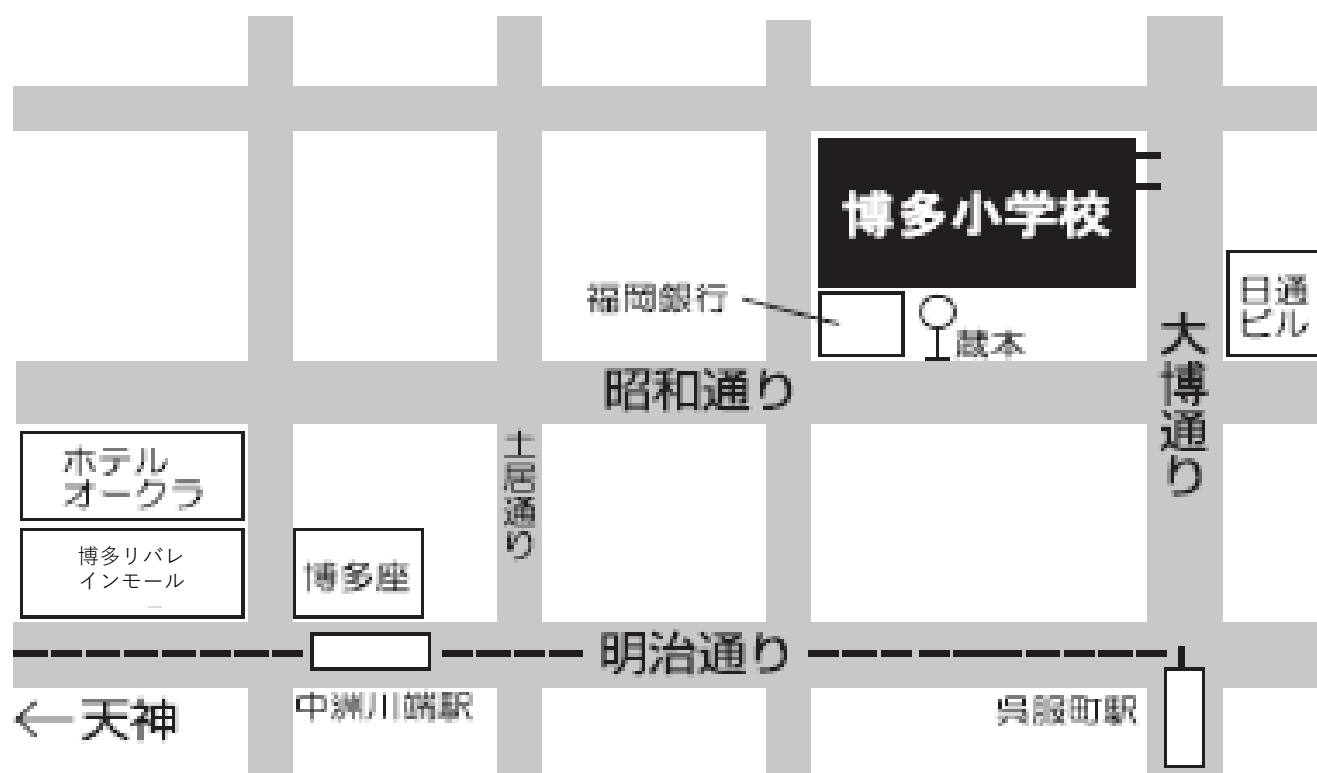 博多小学校
福岡銀行
蔵本
日通
ビル
大博通り
昭和通り
土居通り
ホテル
オークラ
博多リバレ
インモール
博多座
明治通り
中洲川端駅
呉服町駅
←天神